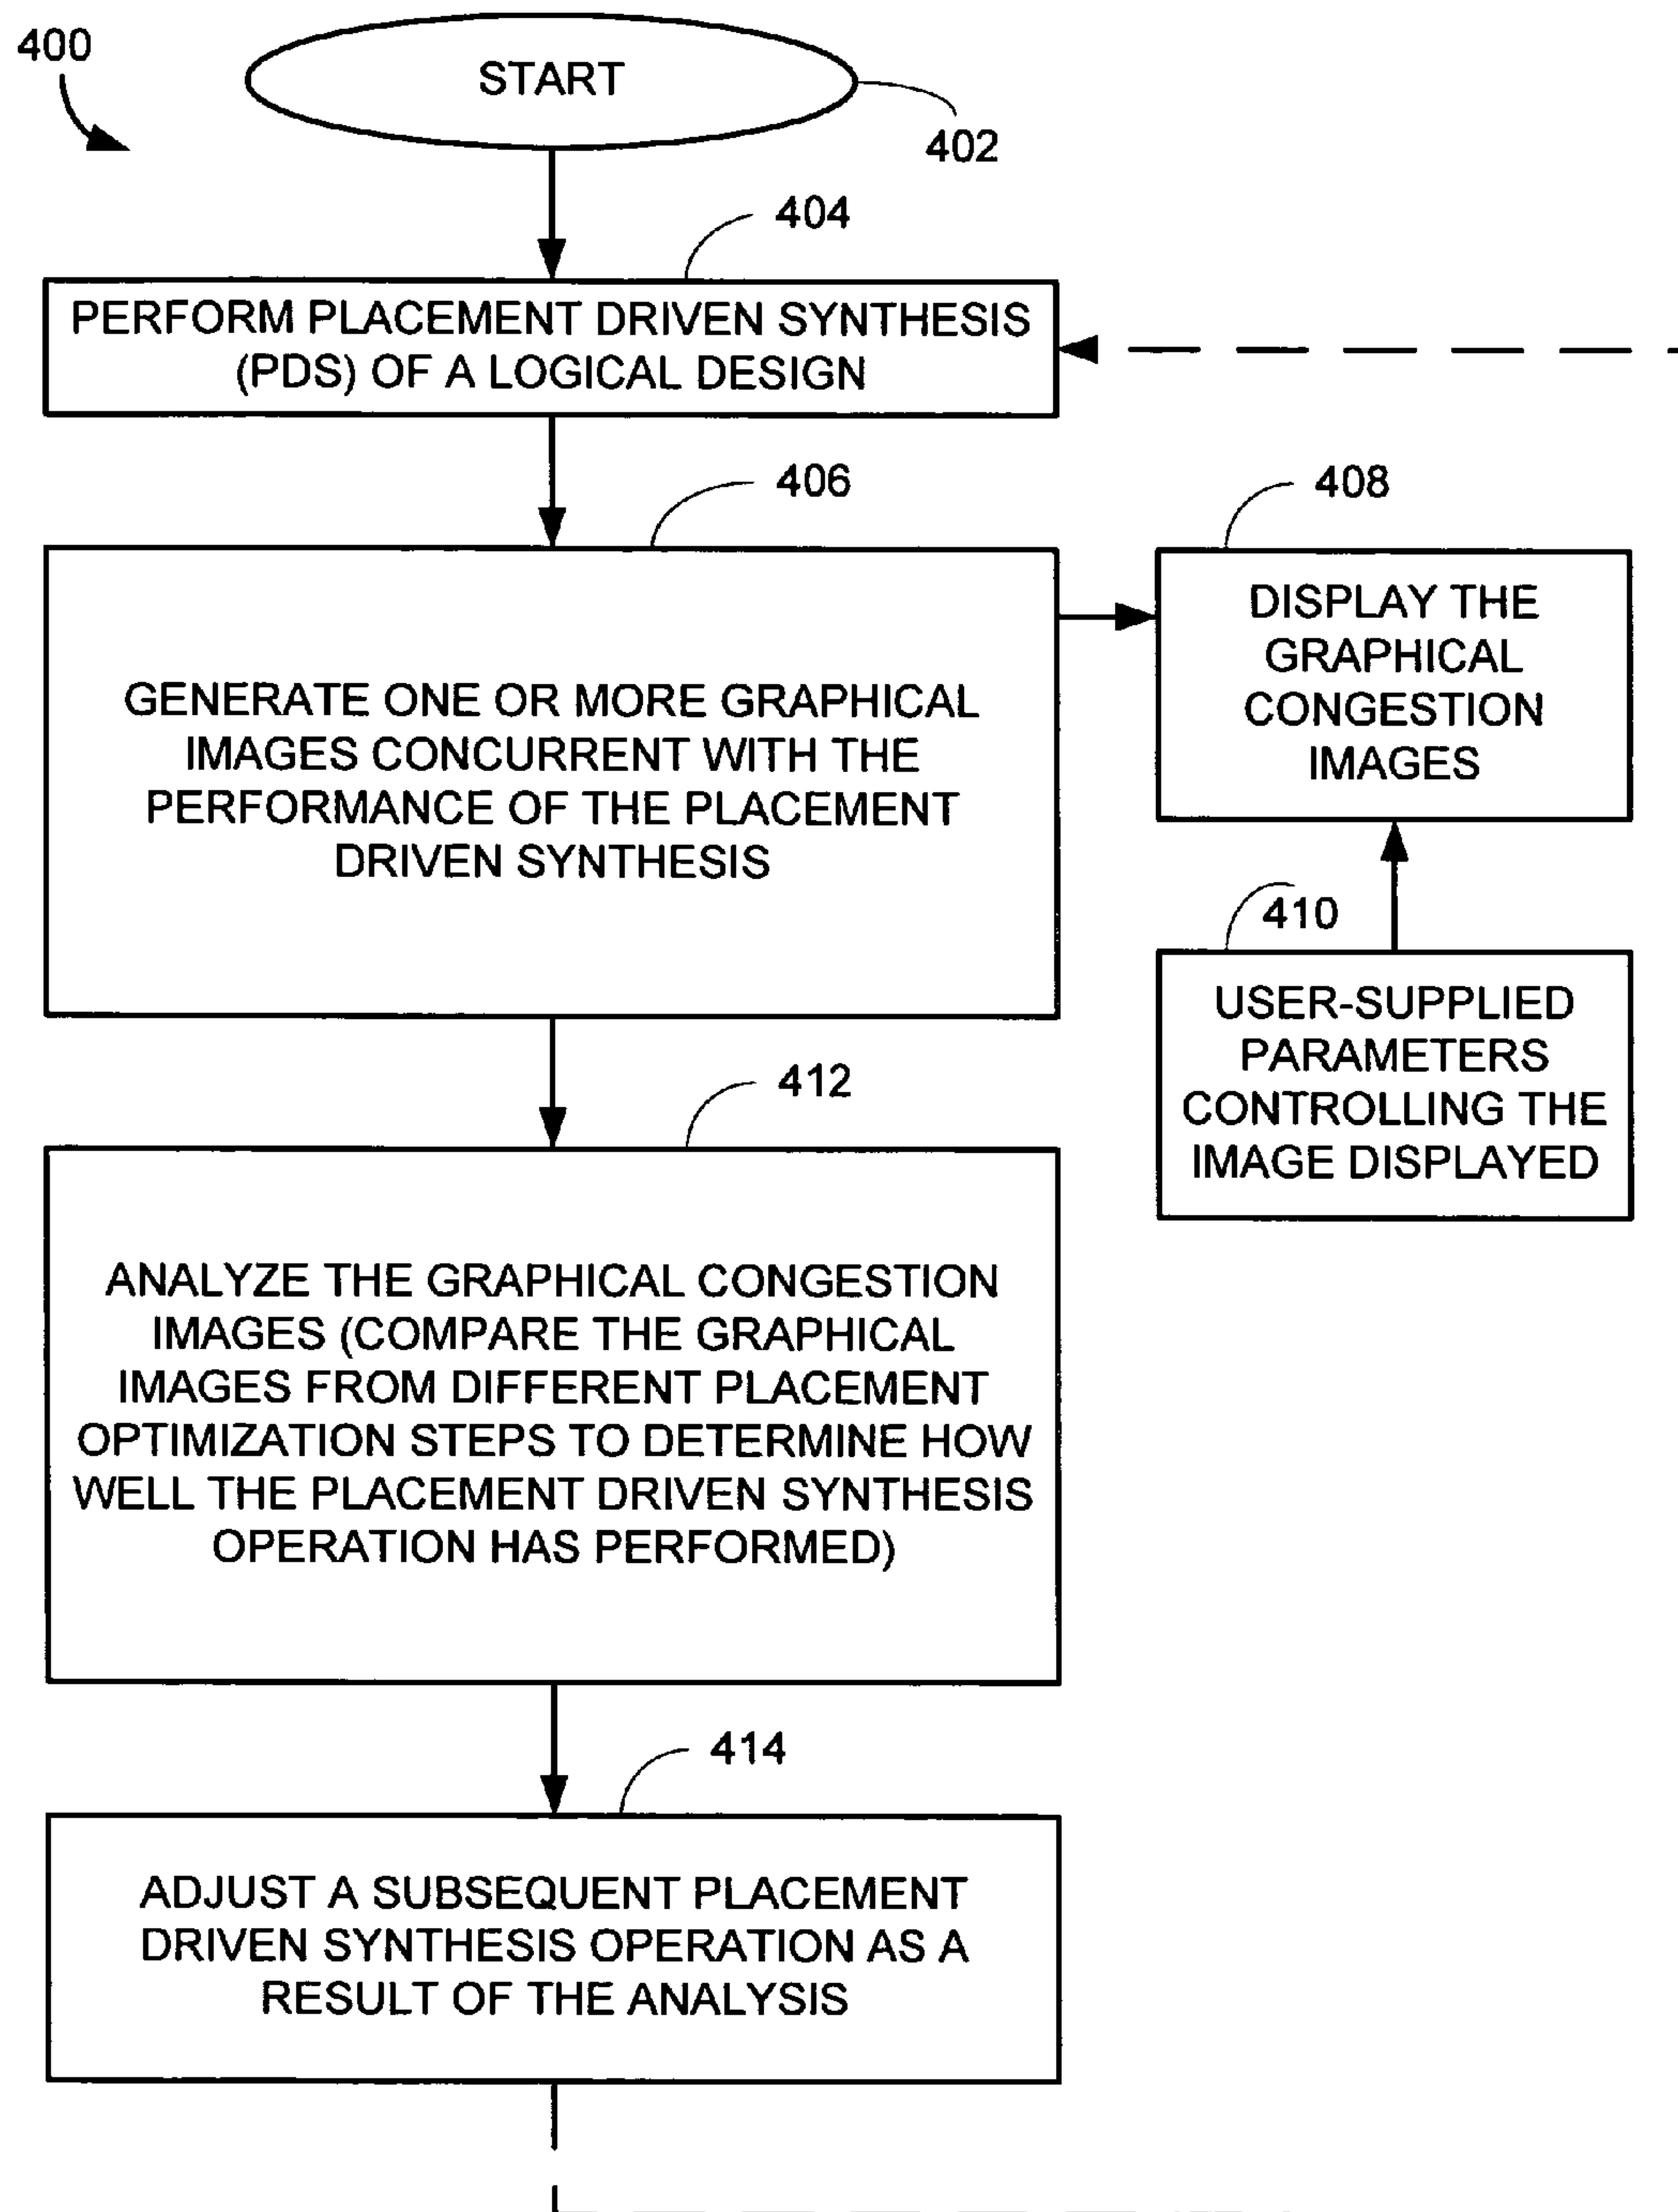 400
START
402
404
PERFORM PLACEMENT DRIVEN SYNTHESIS
(PDS) OF A LOGICAL DESIGN
406
GENERATE ONE OR MORE GRAPHICAL
IMAGES CONCURRENT WITH THE
PERFORMANCE OF THE PLACEMENT
DRIVEN SYNTHESIS
408
DISPLAY THE
GRAPHICAL
CONGESTION
IMAGES
410
USER-SUPPLIED
PARAMETERS
CONTROLLING THE
IMAGE DISPLAYED
412
ANALYZE THE GRAPHICAL CONGESTION
IMAGES (COMPARE THE GRAPHICAL
IMAGES FROM DIFFERENT PLACEMENT
OPTIMIZATION STEPS TO DETERMINE HOW
WELL THE PLACEMENT DRIVEN SYNTHESIS
OPERATION HAS PERFORMED)
414
ADJUST A SUBSEQUENT PLACEMENT
DRIVEN SYNTHESIS OPERATION AS A
RESULT OF THE ANALYSIS